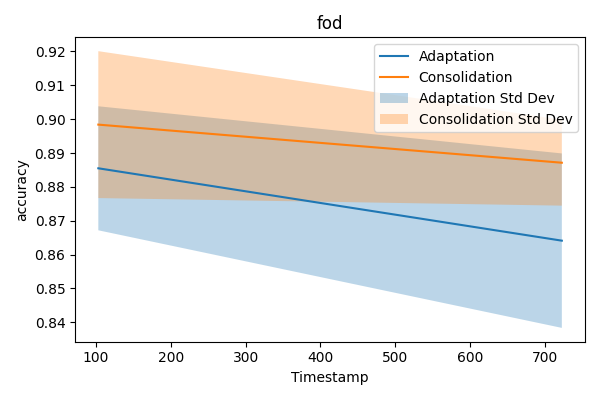 fod
Adaptation
Consolidation
Adaptation Std Dev
Consolidation Std Dev
accuracy
0.92
0.91
0.90
0.89
0.88
0.87
0.86
0.85
0.84
100 200 300 400 500 600 700
Timestamp